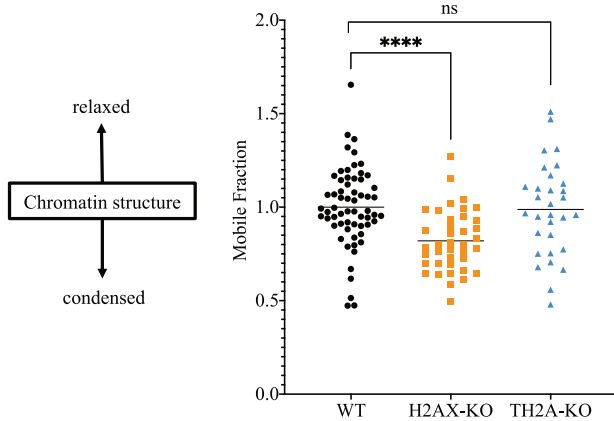 relaxed
Chromatin structure
condensed
Mobile Fraction
2.0
1.5
1.0
0.5
0.0
ns
****
WT
H2AX-KO
TH2A-KO